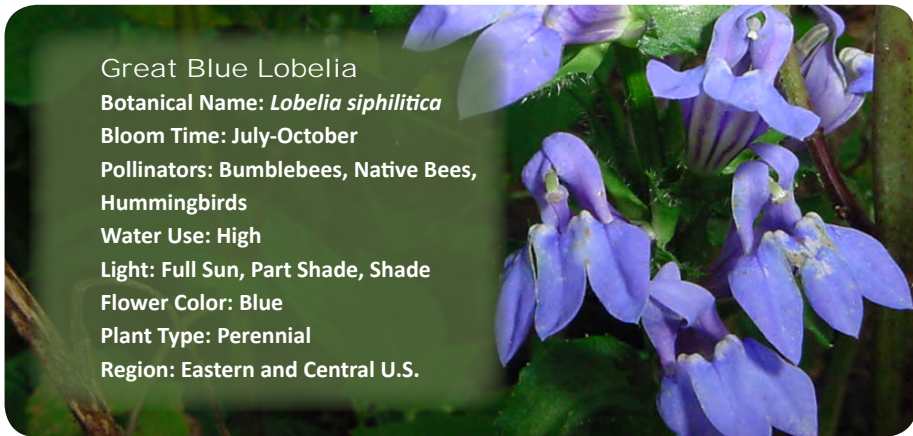 Great Blue Lobelia
Botanical Name: Lobelia siphilitica
Bloom Time: July-October
Pollinators: Bumblebees, Native Bees,
Hummingbirds
Water Use: High
Light: Full Sun, Part Shade, Shade
Flower Color: Blue
Plant Type: Perennial
Region: Eastern and Central U.S.